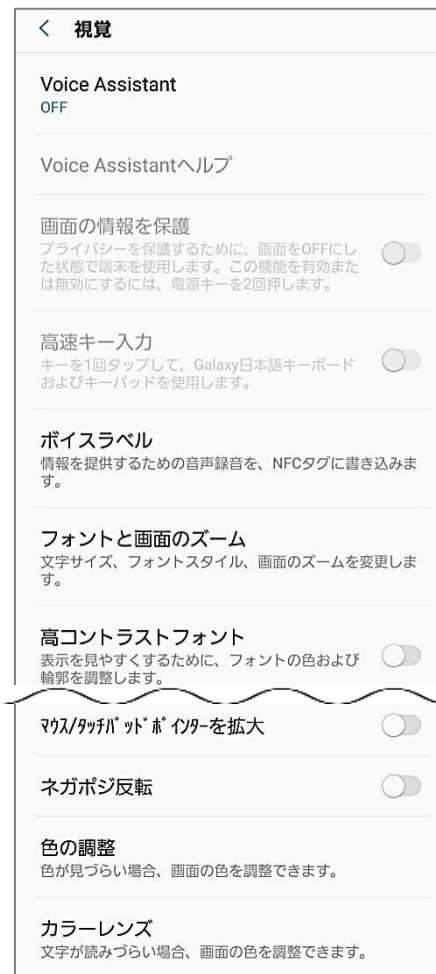 視覚
Voice Assistant
OFF
Voice Assistantヘルプ
画面の情報を保護
プライバシーを保護するために、画面をOFFにし
た状態で端末を使用します。この機能を有効また
は無効にするには、電源キーを2回押します。
高速キー入力
キーを1回タップして、Galaxy日本語キーボード
およびキーパッドを使用します。
ボイスラベル
情報を提供するための音声録音を、NFCタグに書き込みま
す。
フォントと画面のズーム
文字サイズ、フォントスタイル、画面のズームを変更しま
す。
高コントラストフォント
表示を見やすくするために、フォントの色および
輪郭を調整します。
ﾏｳｽ/ﾀｯﾁﾊﾟｯﾄﾞﾎﾟｲﾝﾀｰを拡大
ネガポジ反転
色の調整
色が見づらい場合、画面の色を調整できます。
カラーレンズ
文字が読みづらい場合、画面の色を調整できます。